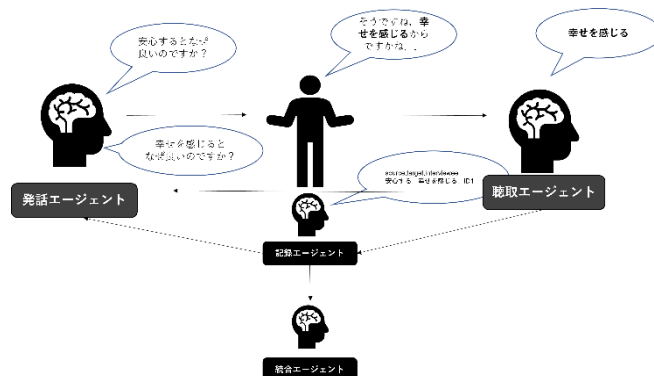 安心するとなぜ
良いのですか？
そうですね、幸
せを感じるから
ですかね、.
幸せを感じる
幸せを感じると
なぜ良いのですか？
source,target,interviewee
安心する 幸せを感じる ID1
発話エージェント
聴取エージェント
記録エージェント
統合エージェント